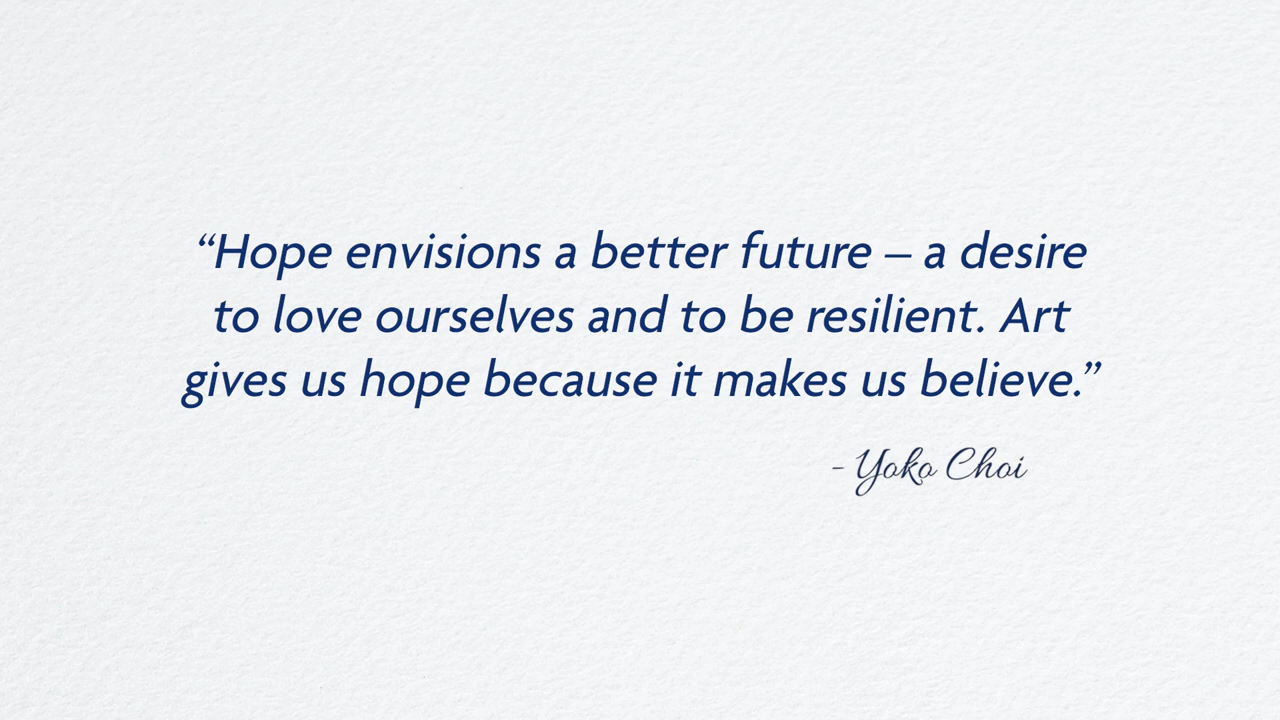 “Hope envisions a better future – a desire
to love ourselves and to be resilient. Art
gives us hope because it makes us believe.”
- Yoko Choi